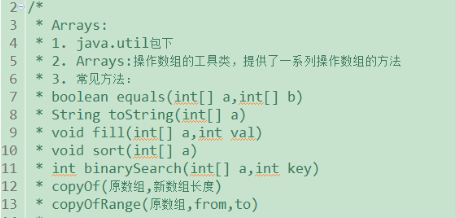 2 /*
3 * Arrays:
4 * 1. java.util包下
5 * 2. Arrays:操作数组的工具类，提供了一系列操作数组的方法
6 * 3. 常见方法：
7 * boolean equals(int[] a,int[] b)
8 * String toString(int[] a)
9 * void fill(int[] a,int val)
10 * void sort(int[] a)
11 * int binarySearch(int[] a,int key)
12 * copyOf(原数组,新数组长度)
13 * copyOfRange(原数组,from,to)